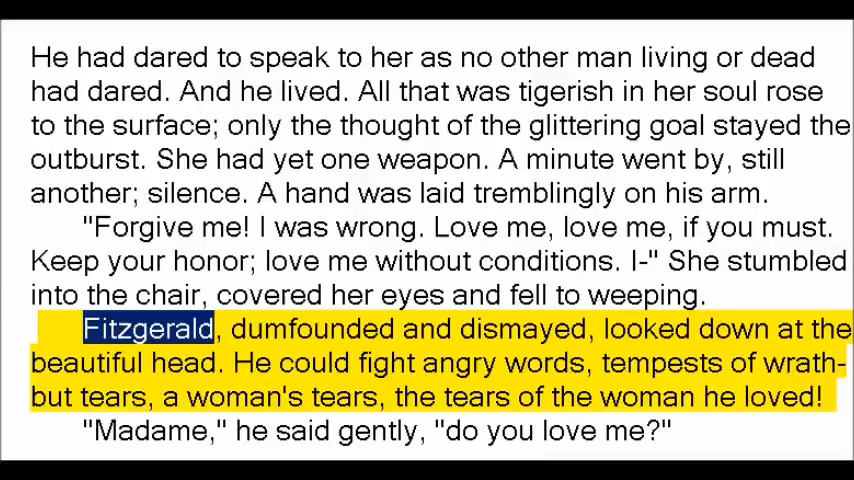 He had dared to speak to her as no other man living or dead
had dared. And he lived. All that was tigerish in her soul rose
to the surface; only the thought of the glittering goal stayed the
outburst. She had yet one weapon. A minute went by, still
another; silence. A hand was laid tremblingly on his arm.
"Forgive me! I was wrong. Love me, love me, if you must.
Keep your honor; love me without conditions. I-" She stumbled
into the chair, covered her eyes and fell to weeping.
Fitzgerald, dumfounded and dismayed, looked down at the
beautiful head. He could fight angry words, tempests of wrath-
but tears, a woman's tears, the tears of the woman he loved!
"Madame," he said gently, "do you love me?"